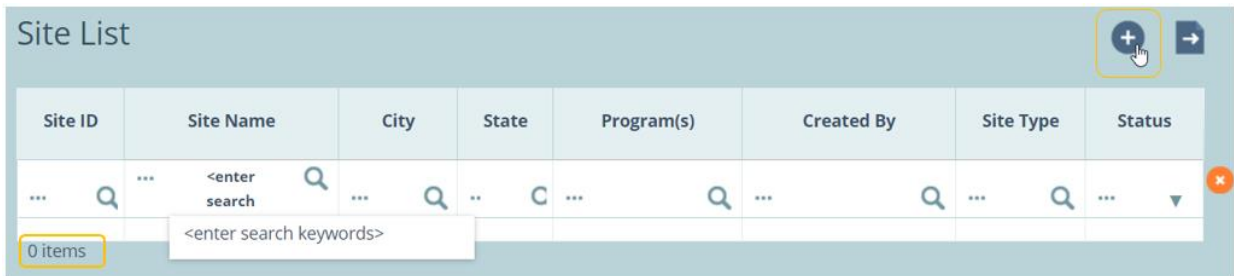 Site List
Site ID Site Name City State Program(s) Created By Site Type Status
... ... <enter ... .. ... ... ... ...
search
<enter search keywords>
0 items